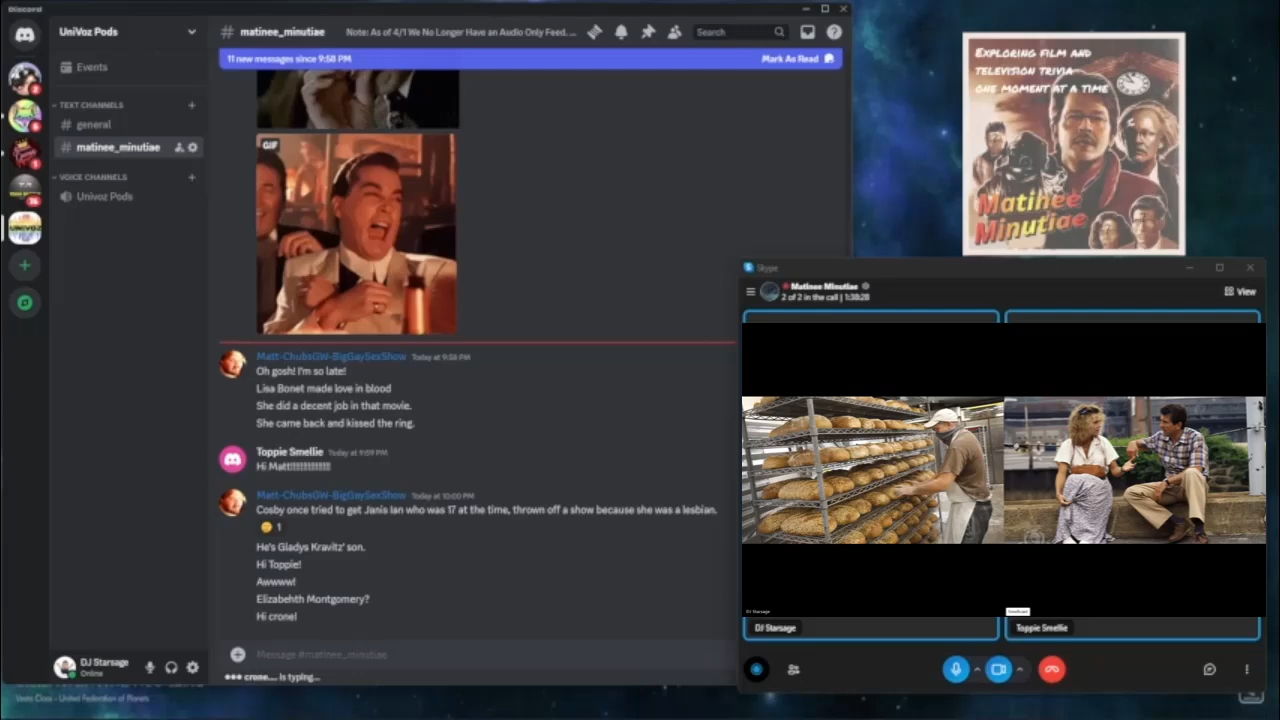 Discord
UniVoz Pods
Events
TEXT CHANNELS
general
matinee_minutiae
VOICE CHANNELS
Univoz Pods
UNIVOZ
DJ Starsage
Online
# matinee_minutiae
Note: As of 4/1 We No Longer Have an Audio Only Feed. ...
Search
11 new messages since 9:58 PM
Mark As Read
GIF
Matt-ChubsGW-BigGaySexShow Today at 9:58 PM
Oh gosh! I'm so late!
Lisa Bonet made love in blood
She did a decent job in that movie.
She came back and kissed the ring.
Toppie Smellie Today at 9:59 PM
Hi Matt!!!!!!!!!!!!!!!!
Matt-ChubsGW-BigGaySexShow Today at 10:00 PM
Cosby once tried to get Janis Ian who was 17 at the time, thrown off a show because she was a lesbian.
1
He's Gladys Kravitz' son.
Hi Toppie!
Awwww!
Elizabehth Montgomery?
Hi crone!
Message #matinee_minutiae
crone.... is typing...
Exploring film and
television trivia
one moment at a time
Matinee
Minutiae
Skype
Matinee Minutiae
2 of 2 in the call | 1:38:28
View
DJ Starsage
DJ Starsage
Toppie Smellie